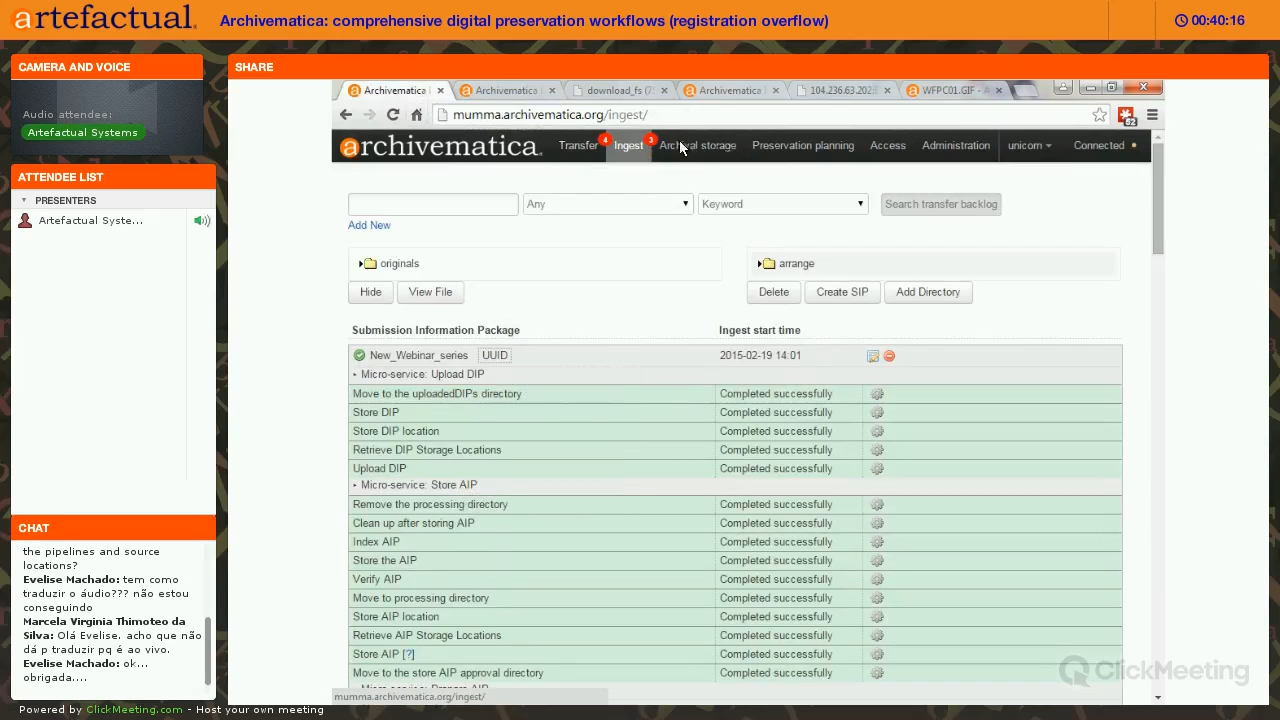 artefactual.
Archivematica: comprehensive digital preservation workflows (registration overflow)
00:40:16
CAMERA AND VOICE
Audio attendee:
Artefactual Systems
ATTENDEE LIST
PRESENTERS
Artefactual Syste...
CHAT
the pipelines and source
locations?
Evelise Machado: tem como
traduzir o áudio??? não estou
conseguindo
Marcela Virginia Thimoteo da
Silva: Olá Evelise. acho que não
dá p traduzir pq é ao vivo.
Evelise Machado: ok...
obrigada....
SHARE
Archivematica
Archivematica
download_fs (7
Archivematica
104.236.63.202:
WFPC01.GIF - A
mumma.archivematica.org/ingest/
62
archivematica.
Transfer 4 Ingest 3 Archival storage Preservation planning Access Administration unicorn Connected
Any
Keyword
Search transfer backlog
Add New
originals
arrange
Hide
View File
Delete
Create SIP
Add Directory
Submission Information Package Ingest start time
New_Webinar_series UUID 2015-02-19 14:01
Micro-service: Upload DIP
Move to the uploadedDIPs directory Completed successfully
Store DIP Completed successfully
Store DIP location Completed successfully
Retrieve DIP Storage Locations Completed successfully
Upload DIP Completed successfully
Micro-service: Store AIP
Remove the processing directory Completed successfully
Clean up after storing AIP Completed successfully
Index AIP Completed successfully
Store the AIP Completed successfully
Verify AIP Completed successfully
Move to processing directory Completed successfully
Store AIP location Completed successfully
Retrieve AIP Storage Locations Completed successfully
Store AIP [?] Completed successfully
Move to the store AIP approval directory Completed successfully
Micro-service: Prepare AIP
mumma.archivematica.org/ingest/
ClickMeeting
Powered by ClickMeeting.com - Host your own meeting